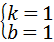 {k = 1
{b = 1